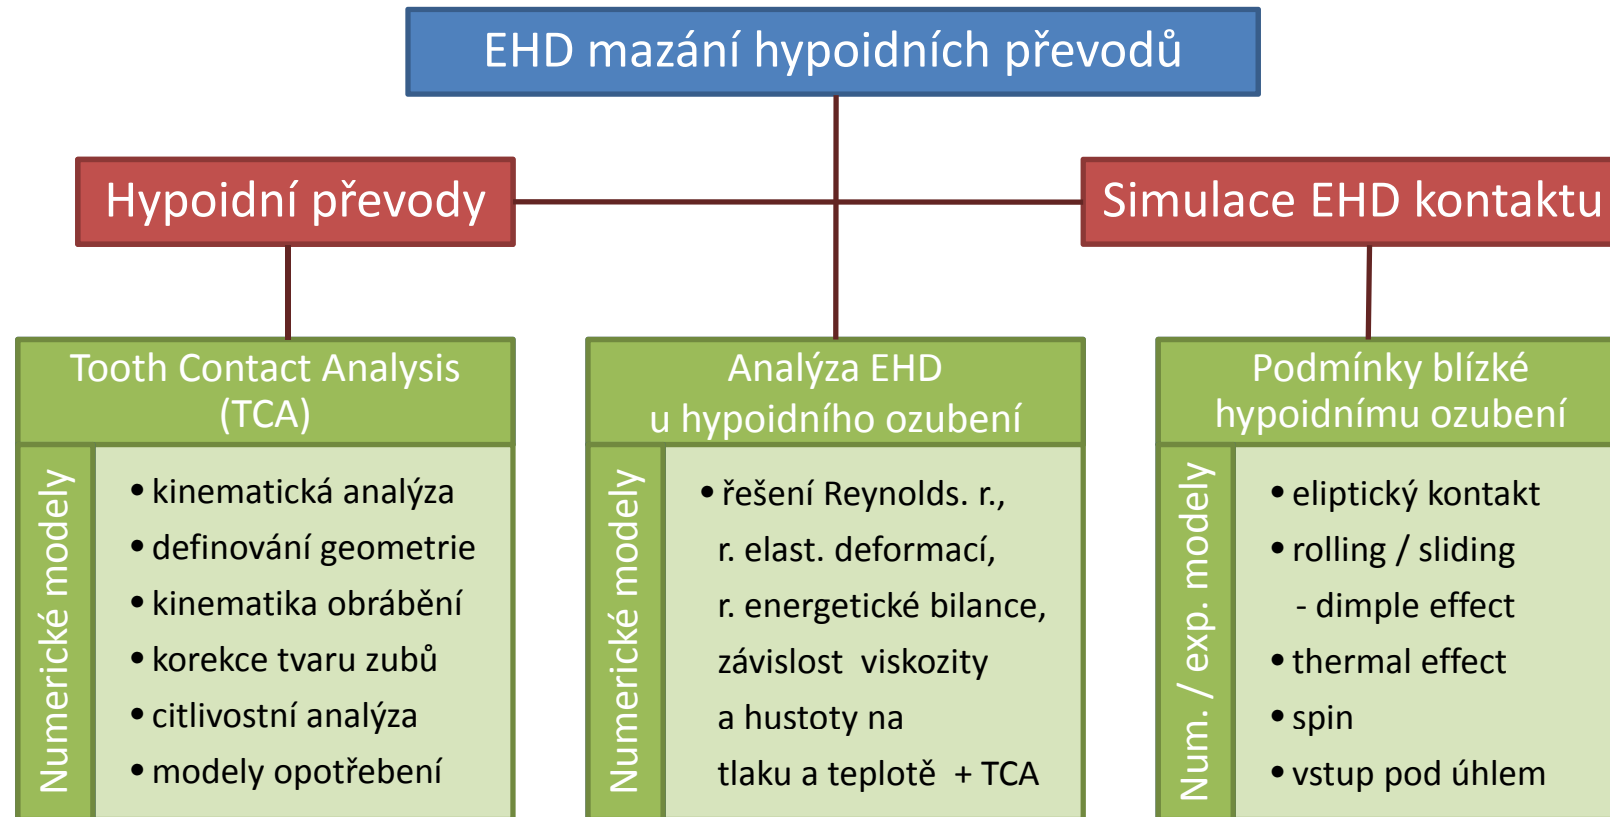 EHD mazání hypoidních převodů
Hypoidní převody
Simulace EHD kontaktu
Tooth Contact Analysis
(TCA)
Numerické modely
• kinematická analýza
• definování geometrie
• kinematika obrábění
• korekce tvaru zubů
• citlivostní analýza
• modely opotřebení
Analýza EHD
u hypoidního ozubení
Numerické modely
• řešení Reynolds. r.,
r. elast. deformací,
r. energetické bilance,
závislost viskozity
a hustoty na
tlaku a teplotě + TCA
Podmínky blízké
hypoidnímu ozubení
Num. / exp. modely
• eliptický kontakt
• rolling / sliding
- dimple effect
• thermal effect
• spin
• vstup pod úhlem